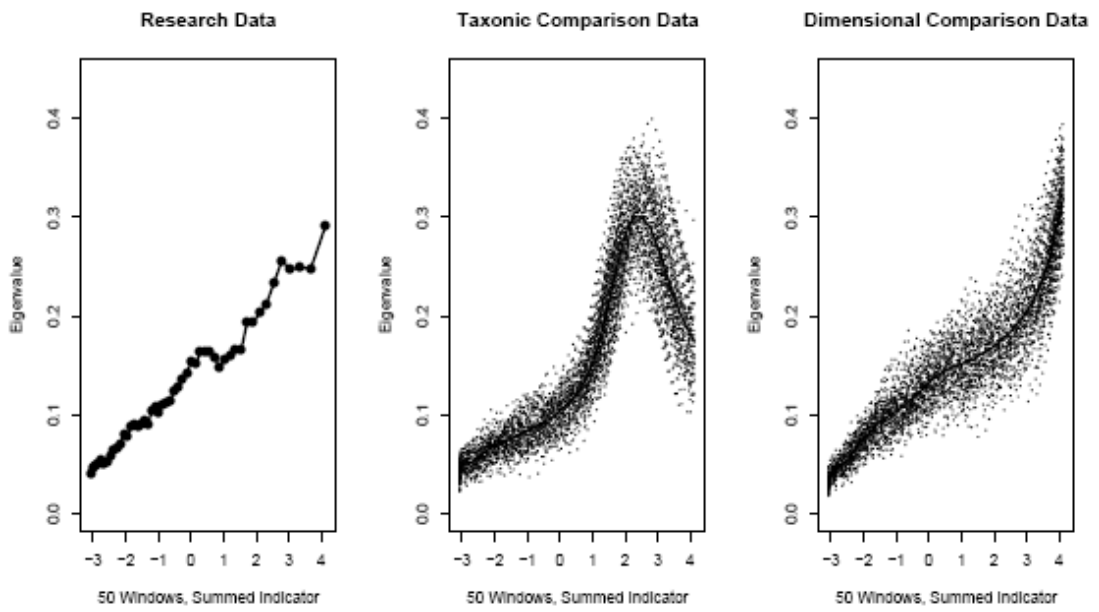 Research Data
Eigenvalue
0.4
0.3
0.2
0.1
0.0
−3 −2 −1 0 1 2 3 4
50 Windows, Summed Indicator
Taxonic Comparison Data
Eigenvalue
0.4
0.3
0.2
0.1
0.0
−3 −2 −1 0 1 2 3 4
50 Windows, Summed Indicator
Dimensional Comparison Data
Eigenvalue
0.4
0.3
0.2
0.1
0.0
−3 −2 −1 0 1 2 3 4
50 Windows, Summed Indicator